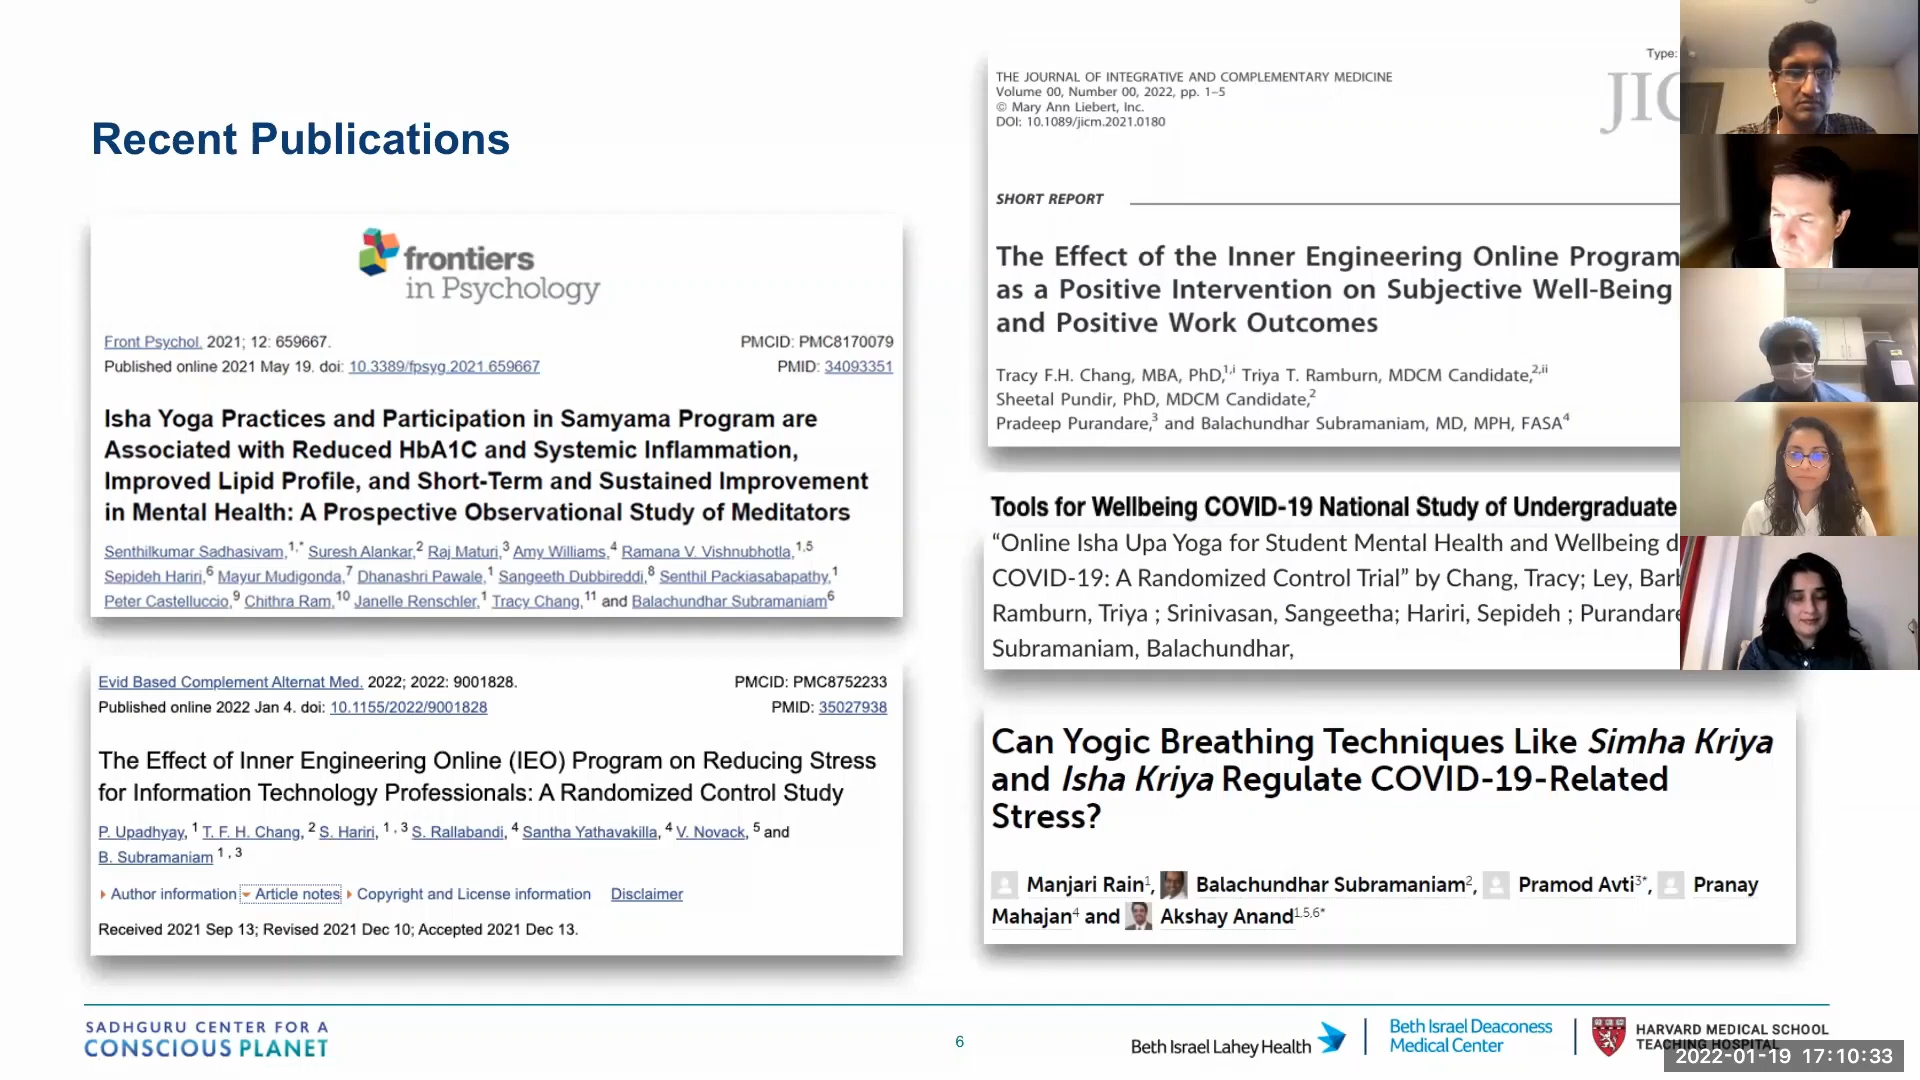 Recent Publications
frontiers
in Psychology
Front Psychol. 2021; 12: 659667.
PMCID: PMC8170079
Published online 2021 May 19. doi: 10.3389/fpsyg.2021.659667
PMID: 34093351
Isha Yoga Practices and Participation in Samyama Program are
Associated with Reduced HbA1C and Systemic Inflammation,
Improved Lipid Profile, and Short-Term and Sustained Improvement
in Mental Health: A Prospective Observational Study of Meditators
Senthilkumar Sadhasivam,1,* Suresh Alankar,2 Raj Maturi,3 Amy Williams,4 Ramana V. Vishnubhotla,1,5
Sepideh Hariri,6 Mayur Mudigonda,7 Dhanashri Pawale,1 Sangeeth Dubbireddi,8 Senthil Packiasabapathy,1
Peter Castelluccio,9 Chithra Ram,10 Janelle Renschler,1 Tracy Chang,11 and Balachundhar Subramaniam6
Evid Based Complement Alternat Med. 2022; 2022: 9001828.
PMCID: PMC8752233
Published online 2022 Jan 4. doi: 10.1155/2022/9001828
PMID: 35027938
The Effect of Inner Engineering Online (IEO) Program on Reducing Stress
for Information Technology Professionals: A Randomized Control Study
P. Upadhyay, 1 T. F. H. Chang, 2 S. Hariri, 1 , 3 S. Rallabandi, 4 Santha Yathavakilla, 4 V. Novack, 5 and
B. Subramaniam 1 , 3
Author information Article notes Copyright and License information Disclaimer
Received 2021 Sep 13; Revised 2021 Dec 10; Accepted 2021 Dec 13.
Type:
THE JOURNAL OF INTEGRATIVE AND COMPLEMENTARY MEDICINE
Volume 00, Number 00, 2022, pp. 1–5
© Mary Ann Liebert, Inc.
DOI: 10.1089/jicm.2021.0180
JIC
SHORT REPORT
The Effect of the Inner Engineering Online Program
as a Positive Intervention on Subjective Well-Being
and Positive Work Outcomes
Tracy F.H. Chang, MBA, PhD,1,i Triya T. Ramburn, MDCM Candidate,2,ii
Sheetal Pundir, PhD, MDCM Candidate,2
Pradeep Purandare,3 and Balachundhar Subramaniam, MD, MPH, FASA4
Tools for Wellbeing COVID-19 National Study of Undergraduate
“Online Isha Upa Yoga for Student Mental Health and Wellbeing d
COVID-19: A Randomized Control Trial” by Chang, Tracy; Ley, Barb
Ramburn, Triya ; Srinivasan, Sangeetha; Hariri, Sepideh ; Purandare
Subramaniam, Balachundhar,
Can Yogic Breathing Techniques Like Simha Kriya
and Isha Kriya Regulate COVID-19-Related
Stress?
Manjari Rain1, Balachundhar Subramaniam2, Pramod Avti3*, Pranay
Mahajan4 and Akshay Anand1,5,6*
SADHGURU CENTER FOR A
CONSCIOUS PLANET
6
Beth Israel Lahey Health
Beth Israel Deaconess
Medical Center
HARVARD MEDICAL SCHOOL
TEACHING HOSPITAL
2022-01-19 17:10:33